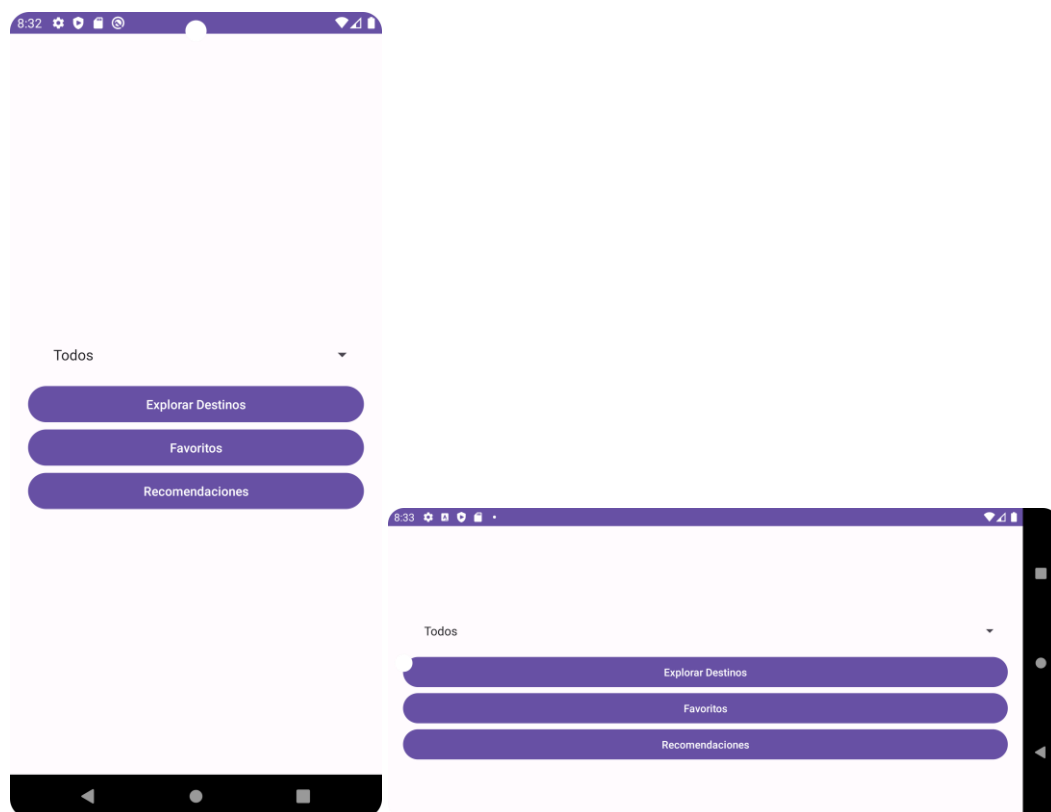 8:32
Todos
Explorar Destinos
Favoritos
Recomendaciones
8:33
Todos
Explorar Destinos
Favoritos
Recomendaciones